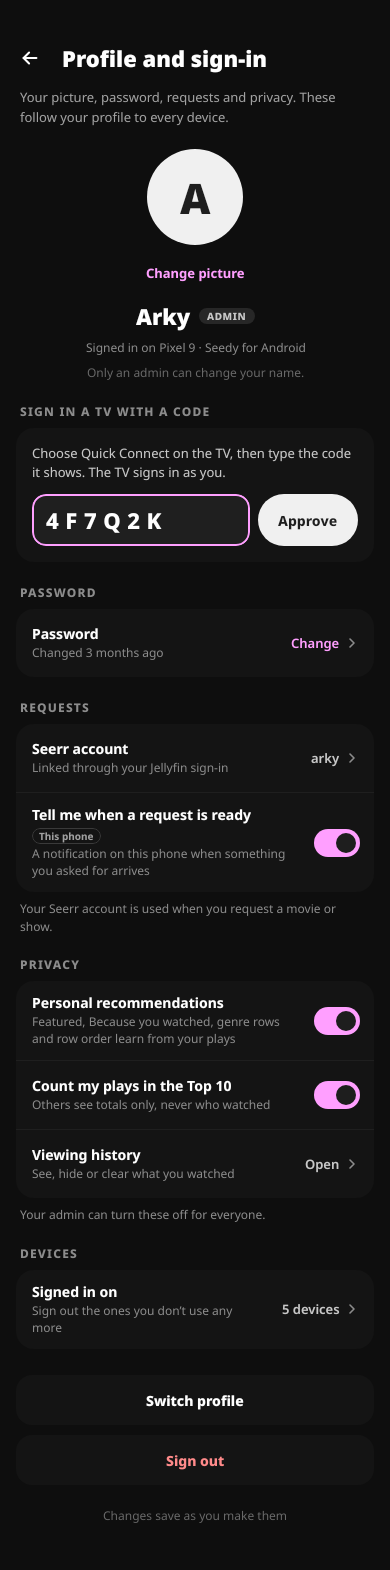 Profile and sign-in
Your picture, password, requests and privacy. These
follow your profile to every device.
A
Change picture
Arky ADMIN
Signed in on Pixel 9 · Seedy for Android
Only an admin can change your name.
SIGN IN A TV WITH A CODE
Choose Quick Connect on the TV, then type the code
it shows. The TV signs in as you.
4F7Q2K
Approve
PASSWORD
Password
Changed 3 months ago
Change
REQUESTS
Seerr account
Linked through your Jellyfin sign-in
arky
Tell me when a request is ready
This phone
A notification on this phone when something
you asked for arrives
Your Seerr account is used when you request a movie or
show.
PRIVACY
Personal recommendations
Featured, Because you watched, genre rows
and row order learn from your plays
Count my plays in the Top 10
Others see totals only, never who watched
Viewing history
See, hide or clear what you watched
Open
Your admin can turn these off for everyone.
DEVICES
Signed in on
Sign out the ones you don't use any
more
5 devices
Switch profile
Sign out
Changes save as you make them